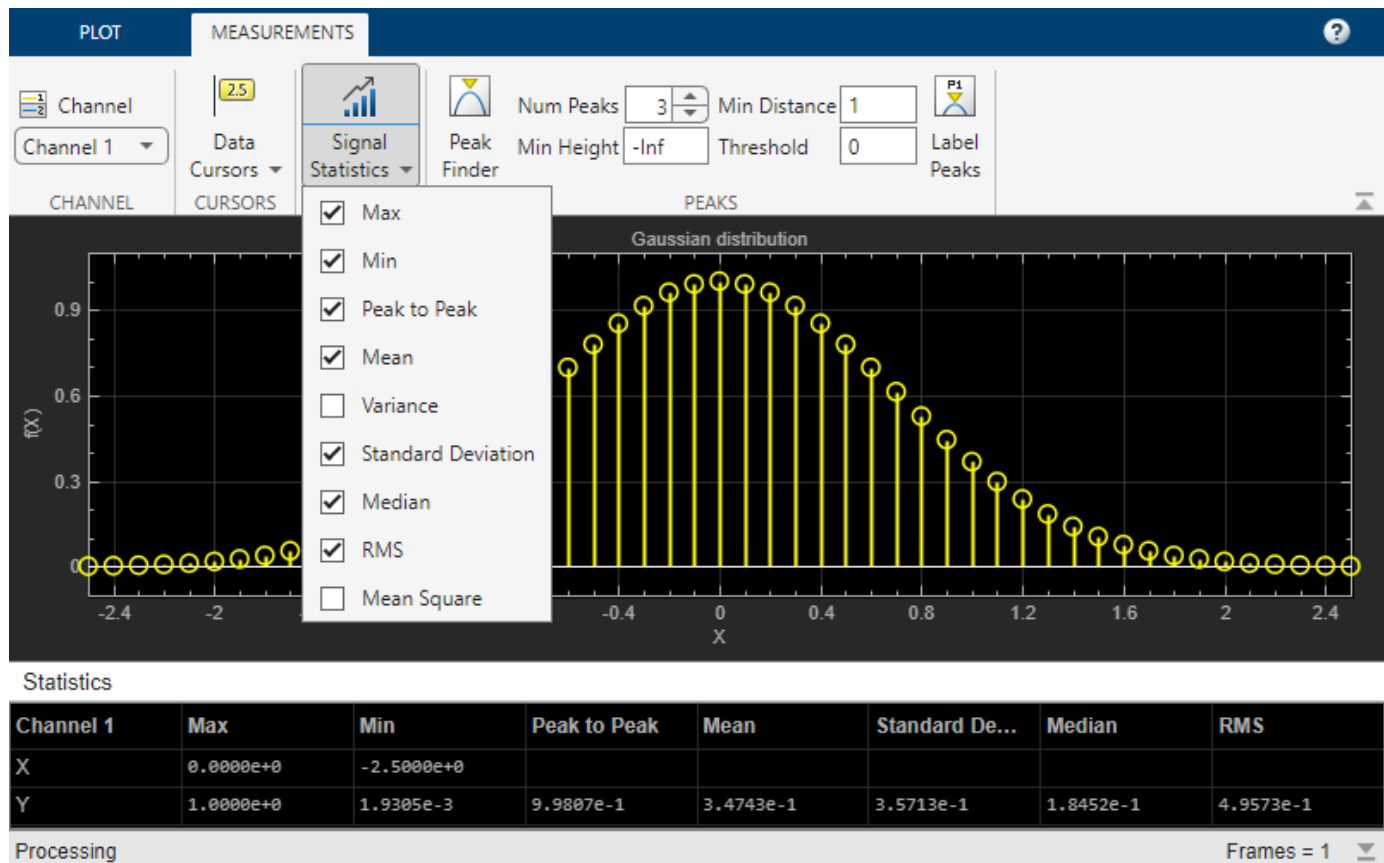 PLOT MEASUREMENTS ?
Channel
Channel 1
CHANNEL
2.5
Data
Cursors
CURSORS
Signal
Statistics
Peak
Finder
Num Peaks 3 Min Distance 1
Min Height -Inf Threshold 0
P1
Label
Peaks
PEAKS
Max
Min
Peak to Peak
Mean
Variance
Standard Deviation
Median
RMS
Mean Square
Gaussian distribution
0.9
0.6
0.3
0
f(X)
-2.4 -2 -0.4 0 0.4 0.8 1.2 1.6 2 2.4
X
Statistics
Channel 1 Max Min Peak to Peak Mean Standard De... Median RMS
X 0.0000e+0 -2.5000e+0
Y 1.0000e+0 1.9305e-3 9.9807e-1 3.4743e-1 3.5713e-1 1.8452e-1 4.9573e-1
Processing Frames = 1